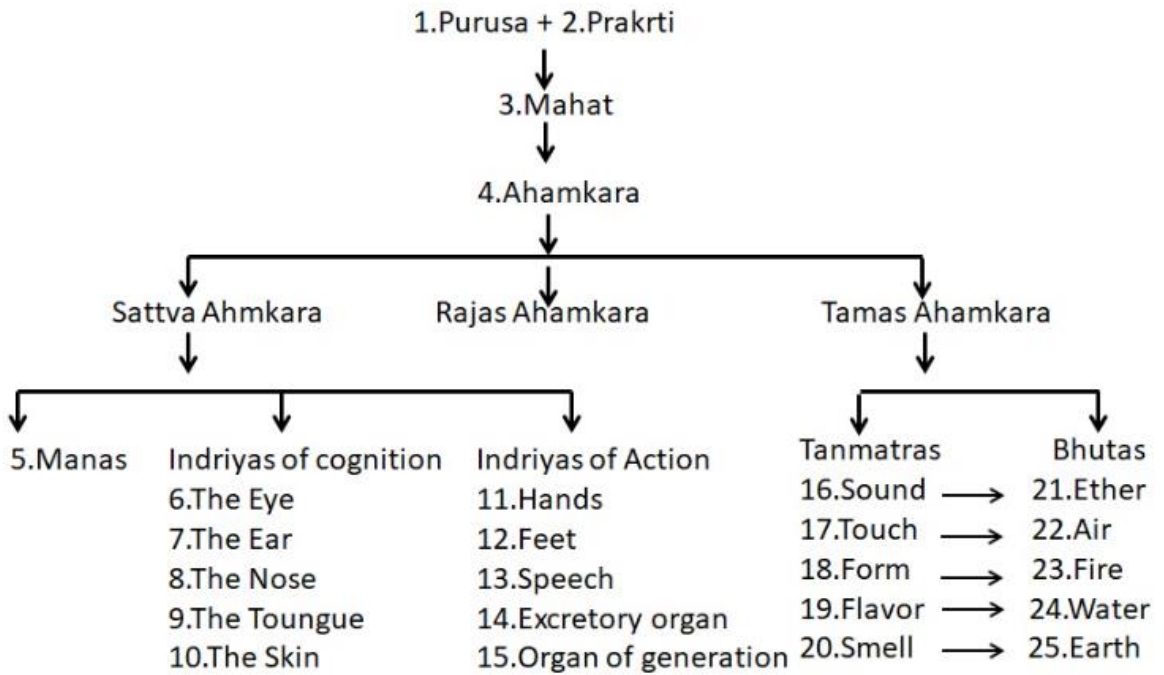 1.Purusa + 2.Prakrti
3.Mahat
4.Ahamkara
Sattva Ahmkara
Rajas Ahamkara
Tamas Ahamkara
5.Manas
Indriyas of cognition
6.The Eye
7.The Ear
8.The Nose
9.The Toungue
10.The Skin
Indriyas of Action
11.Hands
12.Feet
13.Speech
14.Excretory organ
15.Organ of generation
Tanmatras
16.Sound
17.Touch
18.Form
19.Flavor
20.Smell
Bhutas
21.Ether
22.Air
23.Fire
24.Water
25.Earth